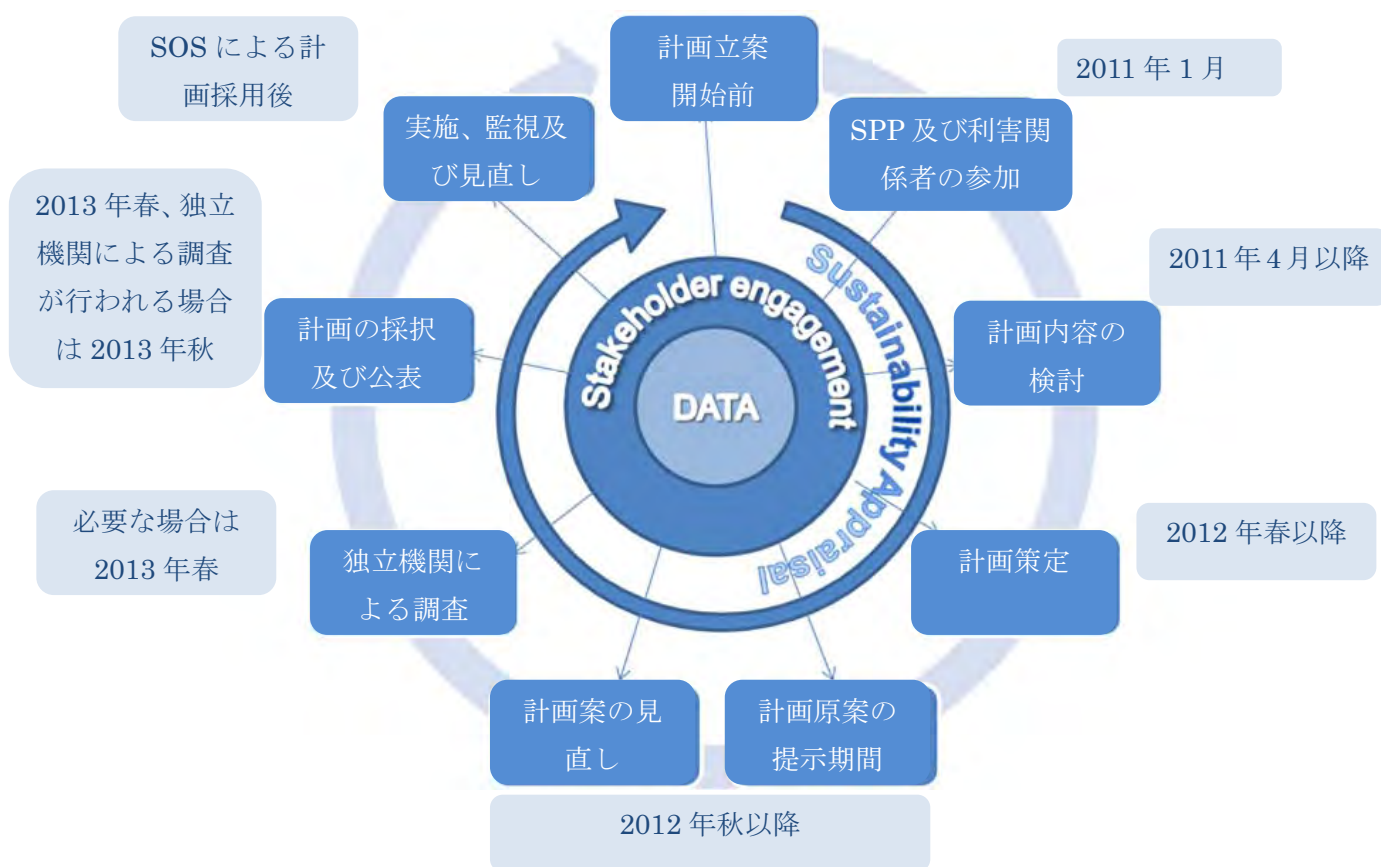 計画立案
開始前
2011 年 1 月
SPP 及び利害関
係者の参加
2011 年 4 月以降
計画内容の
検討
2012 年春以降
計画策定
計画原案の
提示期間
計画案の見
直し
2012 年秋以降
独立機関に
よる調査
必要な場合は
2013 年春
計画の採択
及び公表
2013 年春、独立
機関による調査
が行われる場合
は 2013 年秋
実施、監視及
び見直し
SOS による計
画採用後
Stakeholder engagement
DATA
Sustainability Appraisal